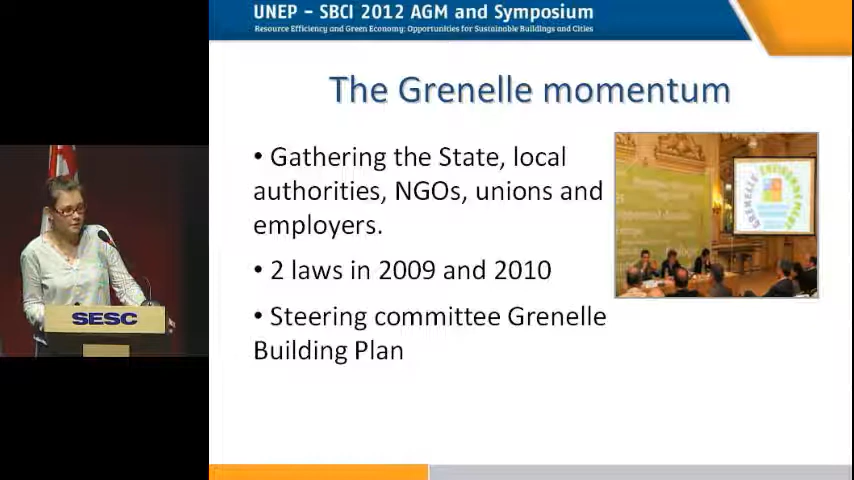 UNEP – SBCI 2012 AGM and Symposium
Resource Efficiency and Green Economy: Opportunities for Sustainable Buildings and Cities
The Grenelle momentum
• Gathering the State, local
authorities, NGOs, unions and
employers.
• 2 laws in 2009 and 2010
• Steering committee Grenelle
Building Plan
GRENELLE ENVIRONNEMENT
SESC